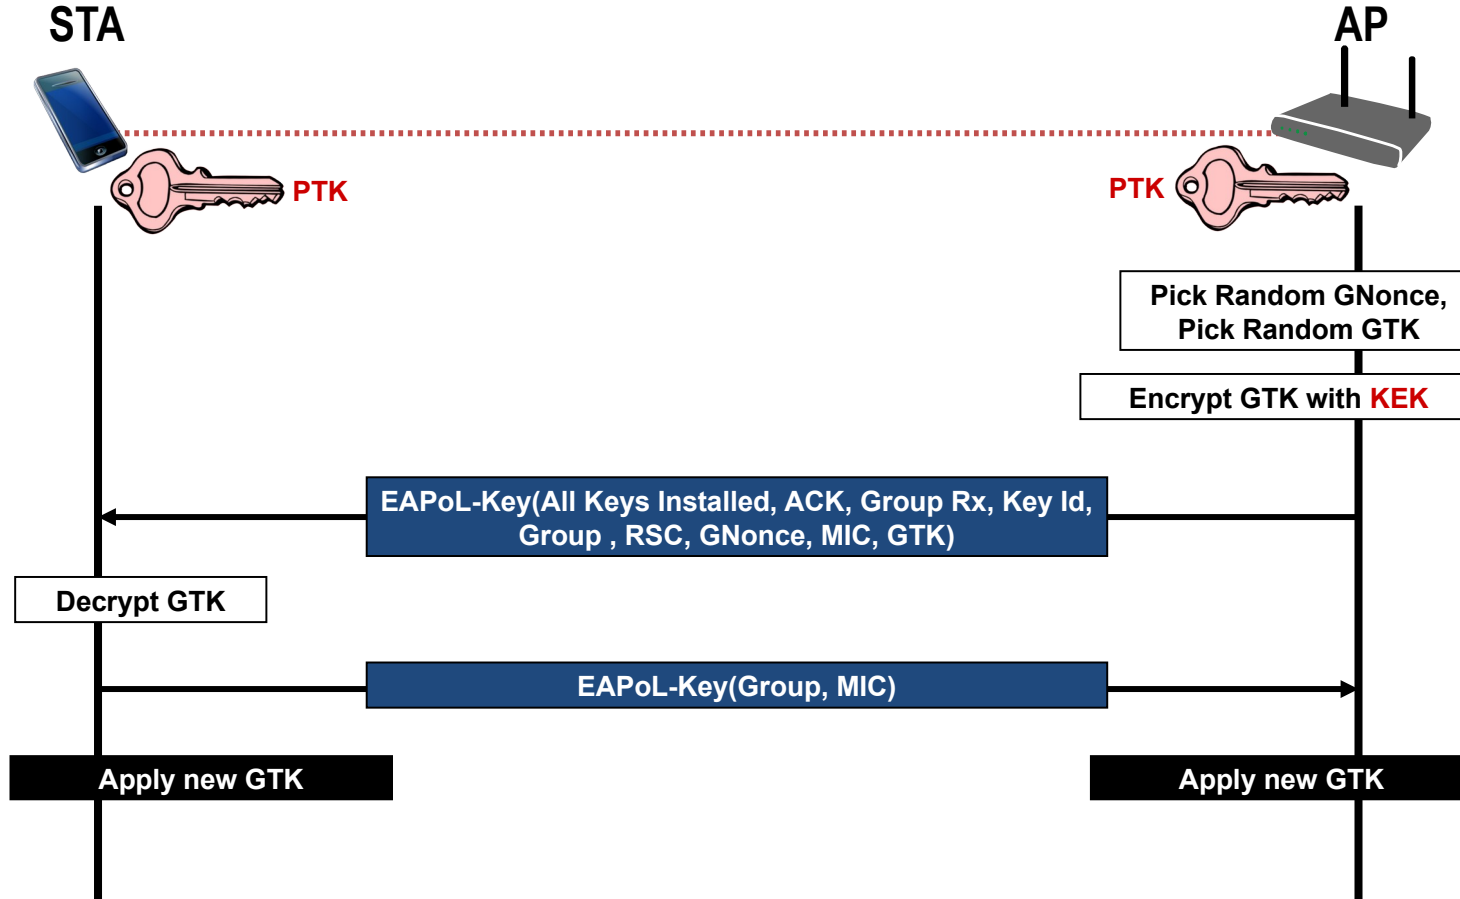 STA
AP
PTK
PTK
Pick Random GNonce,
Pick Random GTK
Encrypt GTK with KEK
EAPoL-Key(All Keys Installed, ACK, Group Rx, Key Id,
Group , RSC, GNonce, MIC, GTK)
Decrypt GTK
EAPoL-Key(Group, MIC)
Apply new GTK
Apply new GTK